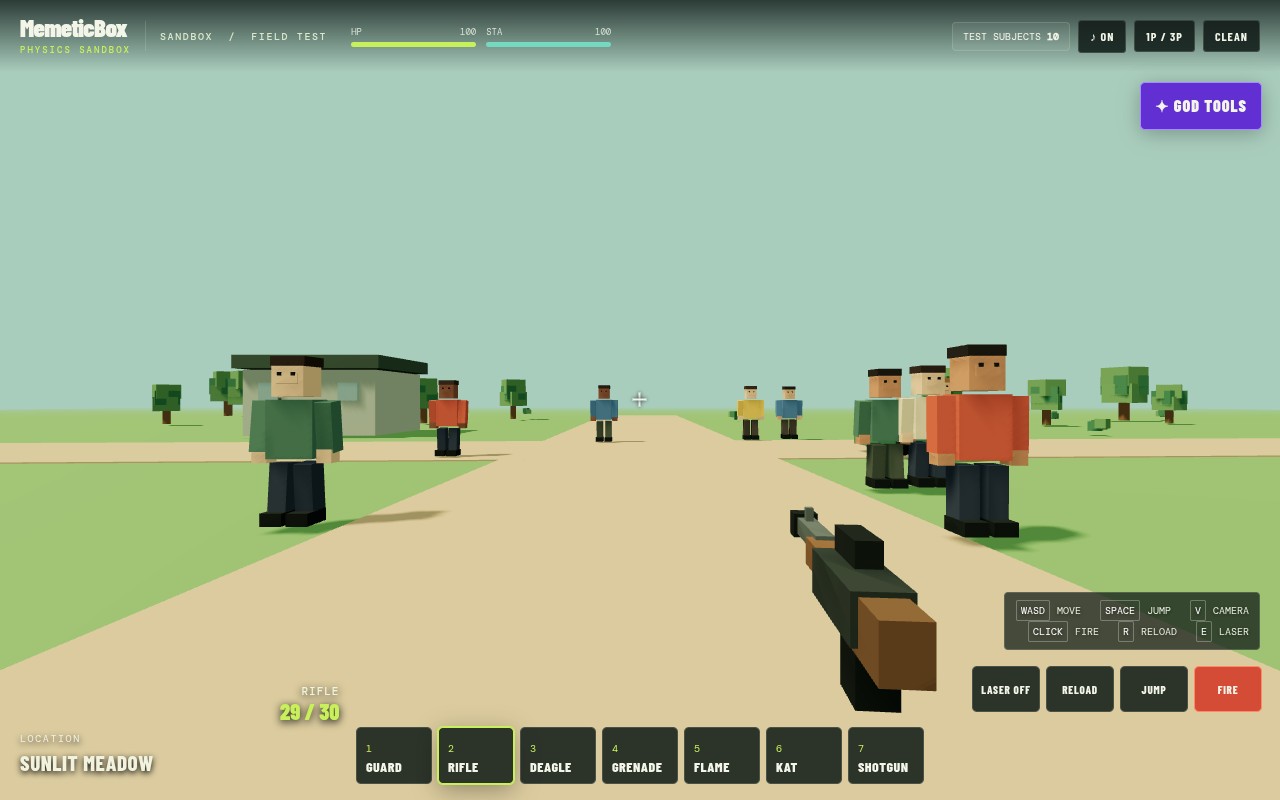 MemeticBox
PHYSICS SANDBOX
SANDBOX / FIELD TEST
HP 100
STA 100
TEST SUBJECTS 10
♪ ON
1P / 3P
CLEAN
✦ GOD TOOLS
WASD MOVE SPACE JUMP V CAMERA
CLICK FIRE R RELOAD E LASER
LASER OFF
RELOAD
JUMP
FIRE
RIFLE
29 / 30
LOCATION
SUNLIT MEADOW
1 GUARD
2 RIFLE
3 DEAGLE
4 GRENADE
5 FLAME
6 KAT
7 SHOTGUN